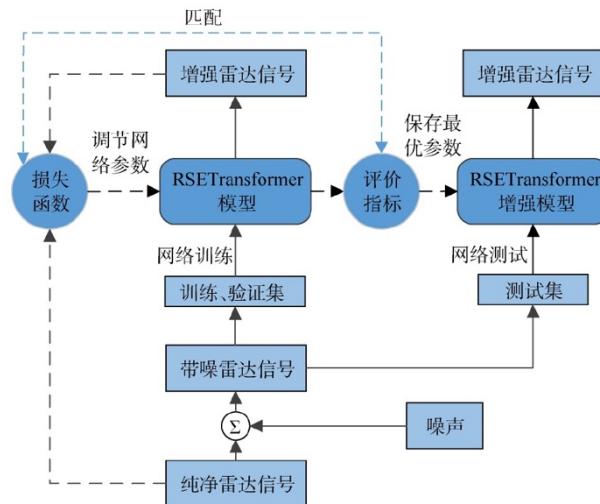 匹配
增强雷达信号
增强雷达信号
调节网
络参数
保存最
优参数
损失
函数
RSETransformer
模型
评价
指标
RSETransformer
增强模型
网络训练
网络测试
训练、验证集
测试集
带噪雷达信号
Σ
噪声
纯净雷达信号